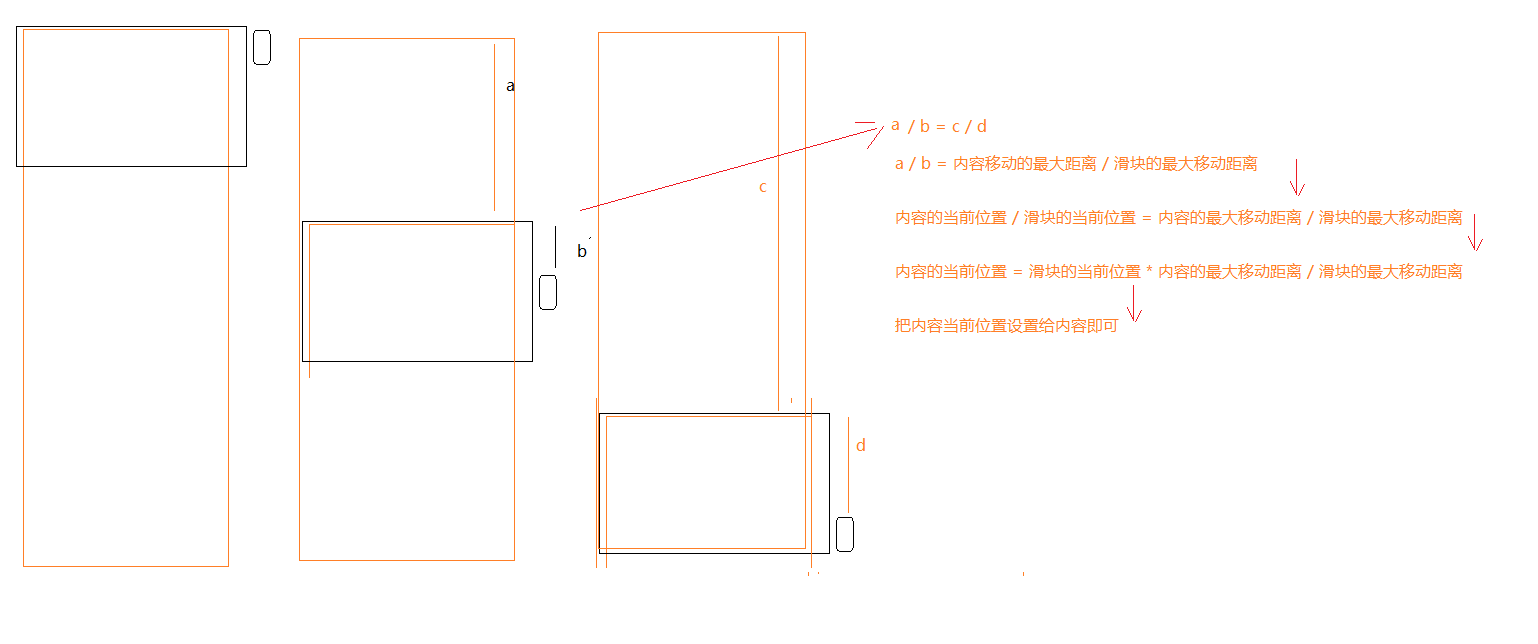 a
b
c
d
a / b = c / d
a / b = 内容移动的最大距离 / 滑块的最大移动距离
内容的当前位置 / 滑块的当前位置 = 内容的最大移动距离 / 滑块的最大移动距离
内容的当前位置 = 滑块的当前位置 * 内容的最大移动距离 / 滑块的最大移动距离
把内容当前位置设置给内容即可